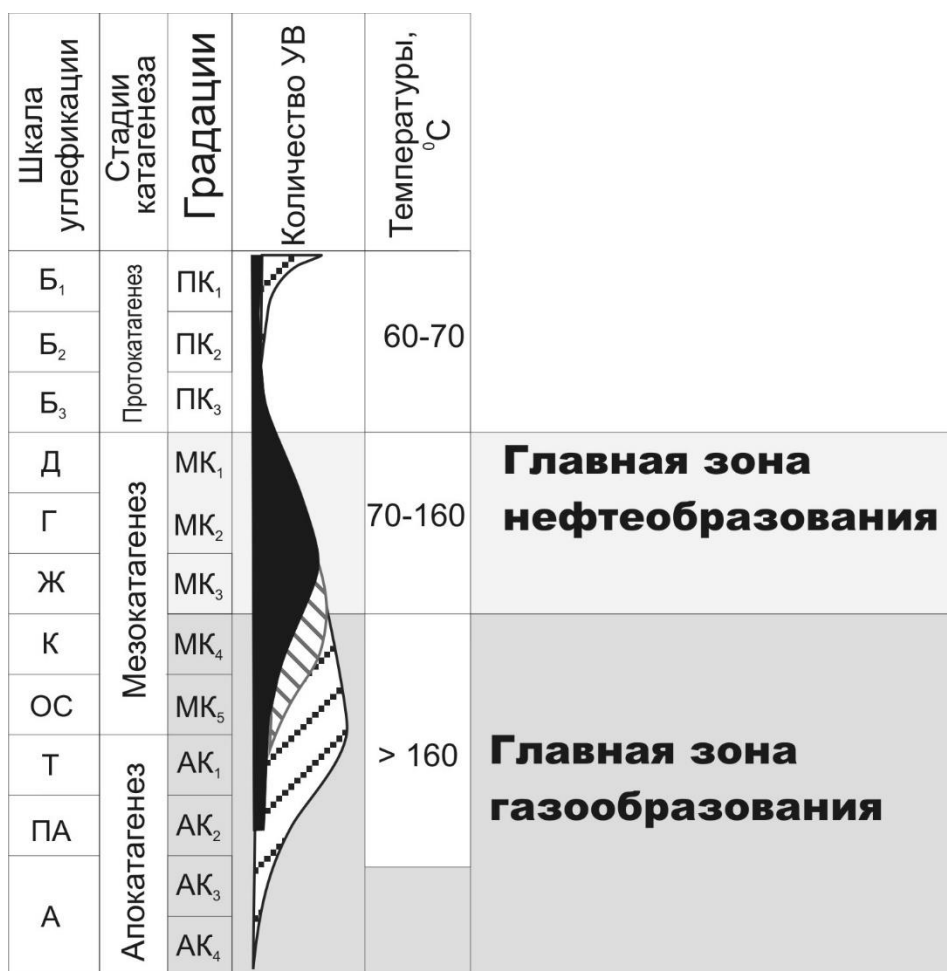 Шкала
углефикации
Стадии
катагенеза
Градации
Количество УВ
Температуры,
⁰С
Б₁
Протокатагенез
ПК₁
Б₂
ПК₂
60-70
Б₃
ПК₃
Д
Мезокатагенез
МК₁
Главная зона
Г
МК₂
70-160
нефтеобразования
Ж
МК₃
К
МК₄
ОС
МК₅
Т
Апокатагенез
АК₁
> 160
Главная зона
газообразования
ПА
АК₂
А
АК₃
АК₄